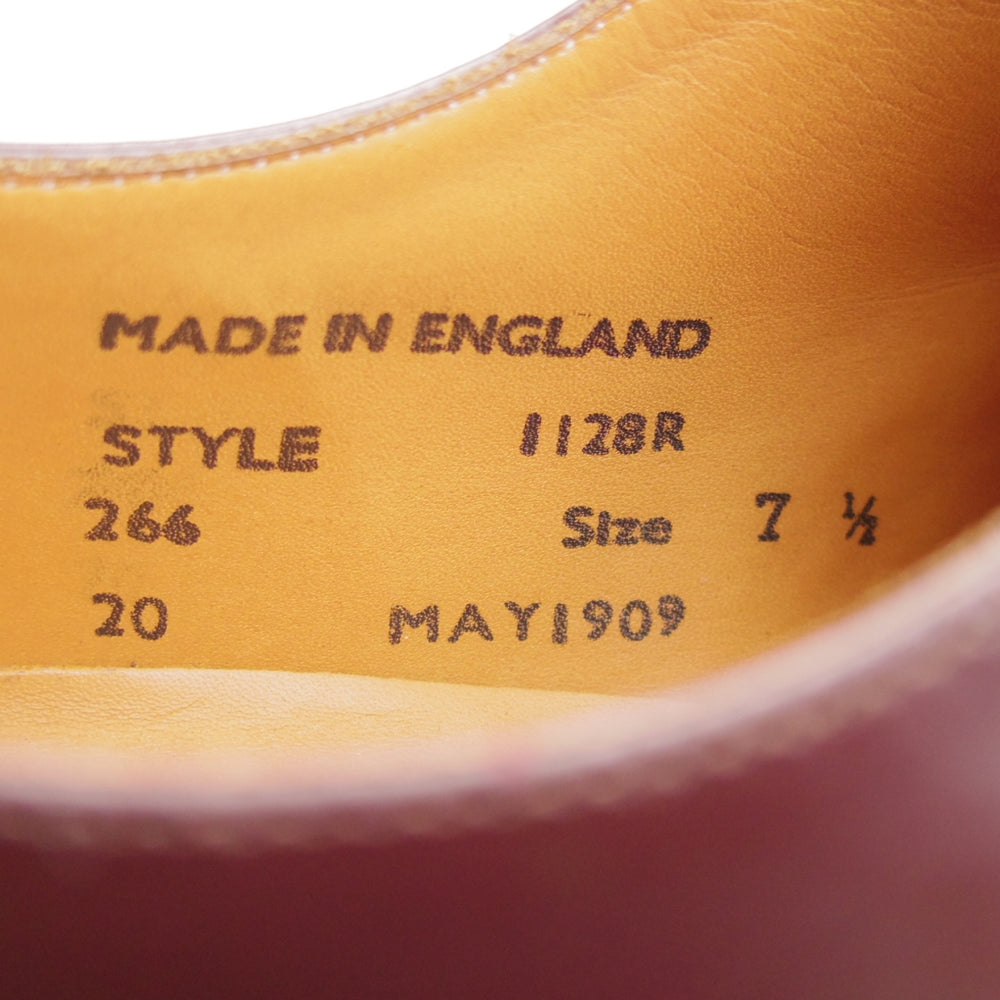 MADE IN ENGLAND
STYLE 1128R
266 Size 7 ½
20 MAY1909